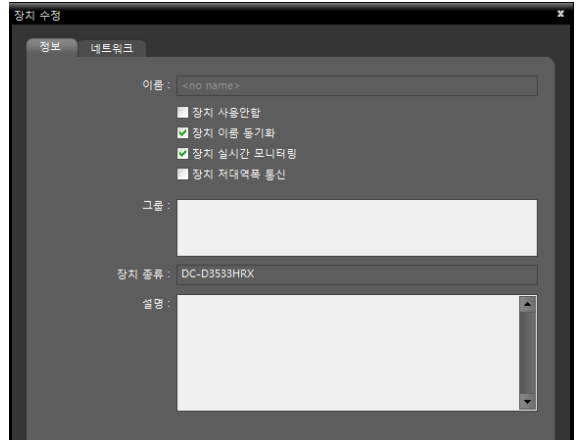 장치 수정 x
정보 네트워크
이름 : <no name>
장치 사용안함
장치 이름 동기화
장치 실시간 모니터링
장치 저대역폭 통신
그룹 :
장치 종류 : DC-D3533HRX
설명 :